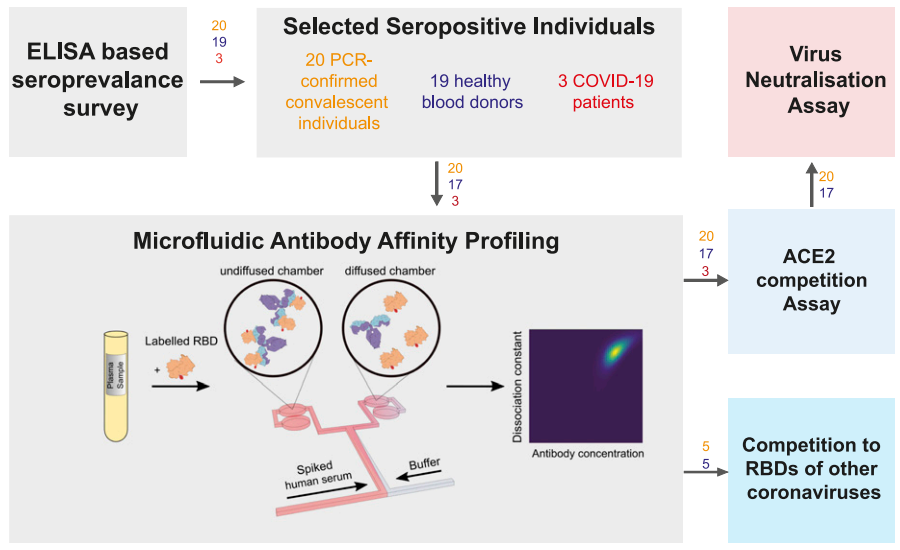 ELISA based
seroprevalance
survey
20
19
3
Selected Seropositive Individuals
20 PCR-
confirmed
convalescent
individuals
19 healthy
blood donors
3 COVID-19
patients
Virus
Neutralisation
Assay
20
17
3
20
17
Microfluidic Antibody Affinity Profiling
undiffused chamber
diffused chamber
Labelled RBD
+
Plasma
Sample
Spiked
human serum
Buffer
Dissociation constant
Antibody concentration
20
17
3
ACE2
competition
Assay
5
5
Competition to
RBDs of other
coronaviruses